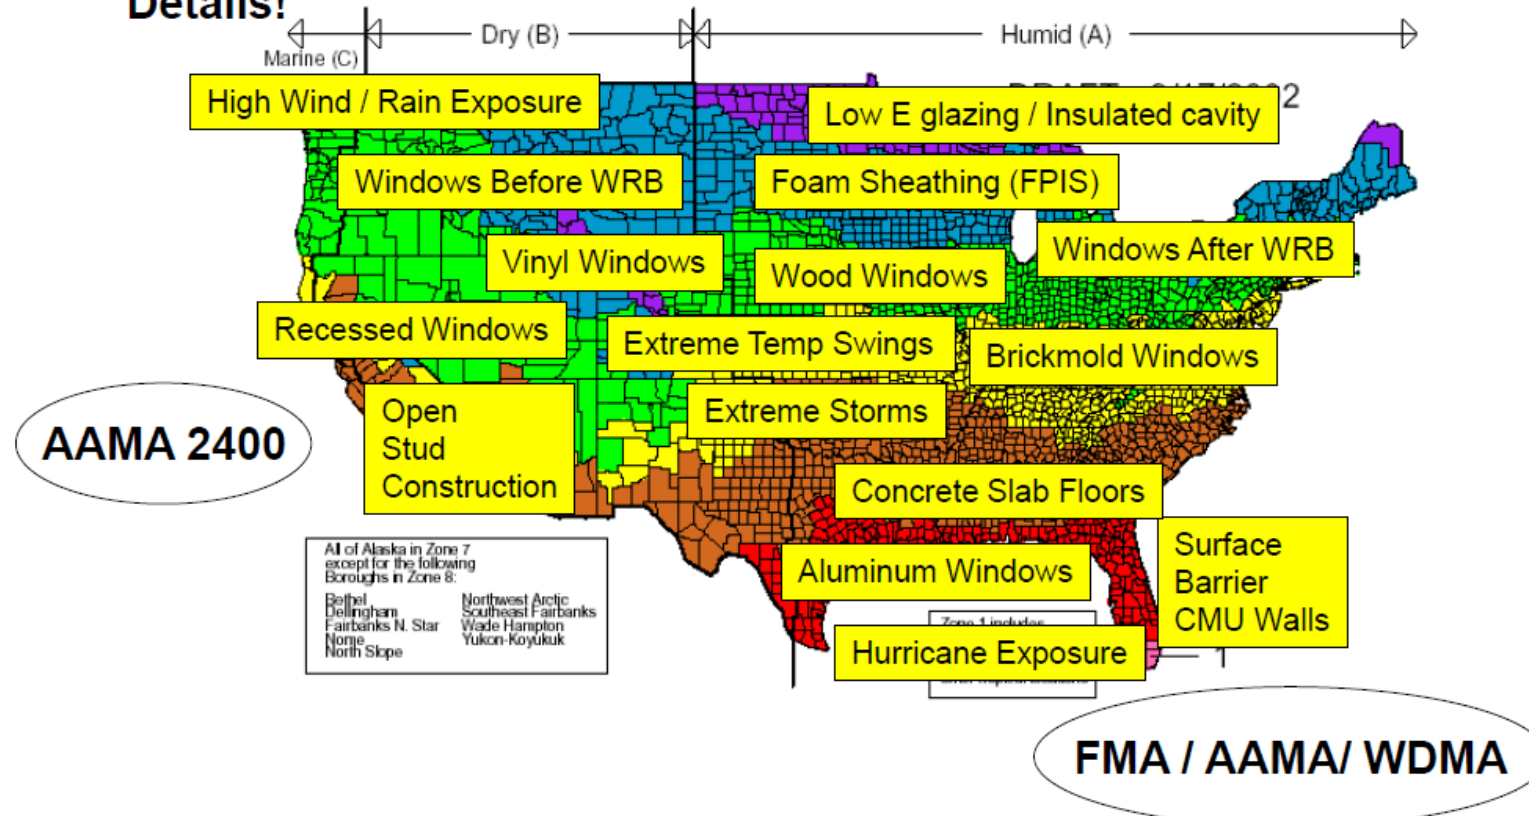 Details!
Dry (B)
Humid (A)
Marine (C)
High Wind / Rain Exposure
Low E glazing / Insulated cavity
Windows Before WRB
Foam Sheathing (FPIS)
Windows After WRB
Vinyl Windows
Wood Windows
Recessed Windows
Extreme Temp Swings
Brickmold Windows
Open
Stud
Construction
Extreme Storms
AAMA 2400
Concrete Slab Floors
Surface
Barrier
CMU Walls
Aluminum Windows
All of Alaska in Zone 7
except for the following
Boroughs in Zone 8:
Bethel
Northwest Arctic
Dellingham
Southeast Fairbanks
Fairbanks N. Star
Wade Hampton
Nome
Yukon-Koyukuk
North Slope
Zone 1 includes
Hurricane Exposure
1
FMA / AAMA/ WDMA